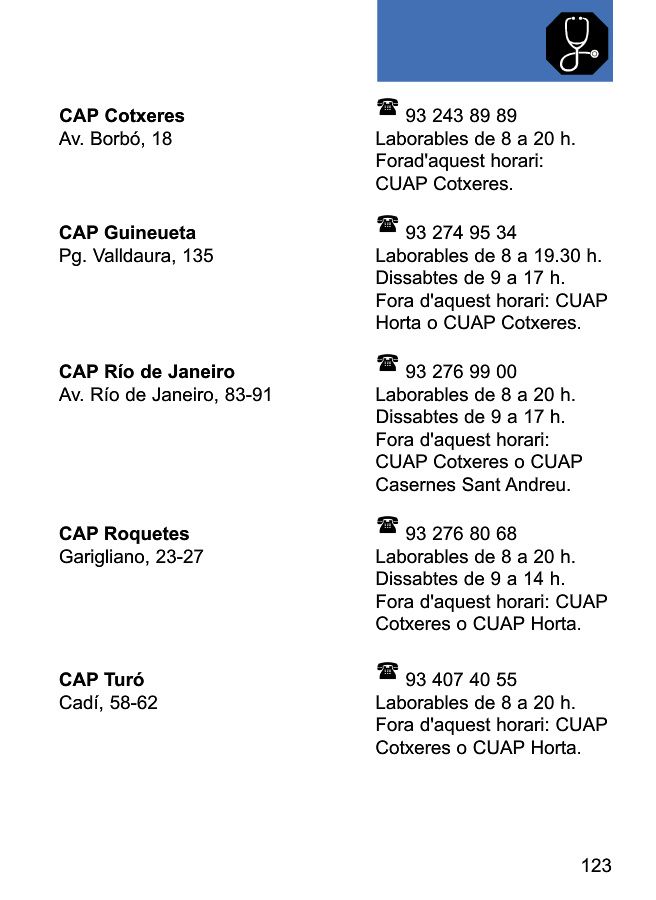 CAP Cotxeres
Av. Borbó, 18
☎ 93 243 89 89
Laborables de 8 a 20 h.
Forad'aquest horari:
CUAP Cotxeres.
CAP Guineueta
Pg. Valldaura, 135
☎ 93 274 95 34
Laborables de 8 a 19.30 h.
Dissabtes de 9 a 17 h.
Fora d'aquest horari: CUAP
Horta o CUAP Cotxeres.
CAP Río de Janeiro
Av. Río de Janeiro, 83-91
☎ 93 276 99 00
Laborables de 8 a 20 h.
Dissabtes de 9 a 17 h.
Fora d'aquest horari:
CUAP Cotxeres o CUAP
Casernes Sant Andreu.
CAP Roquetes
Garigliano, 23-27
☎ 93 276 80 68
Laborables de 8 a 20 h.
Dissabtes de 9 a 14 h.
Fora d'aquest horari: CUAP
Cotxeres o CUAP Horta.
CAP Turó
Cadí, 58-62
☎ 93 407 40 55
Laborables de 8 a 20 h.
Fora d'aquest horari: CUAP
Cotxeres o CUAP Horta.
123